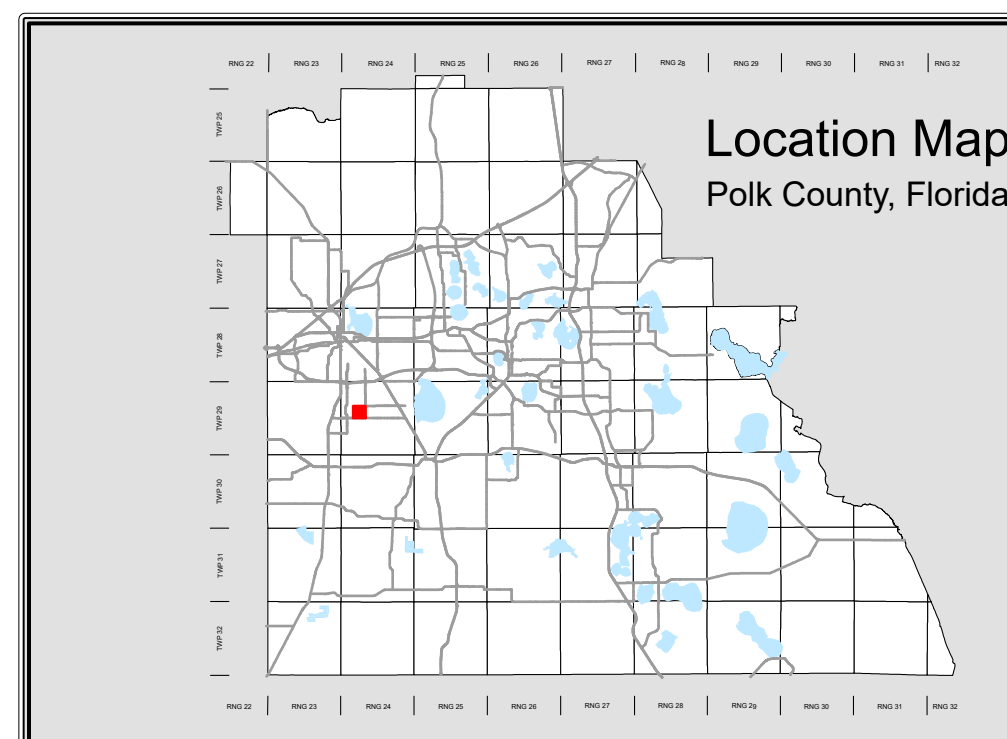 RNG 22 RNG 23 RNG 24 RNG 25 RNG 26 RNG 27 RNG 28 RNG 29 RNG 30 RNG 31 RNG 32
Location Map
Polk County, Florida
TWP 25
TWP 26
TWP 27
TWP 28
TWP 29
TWP 30
TWP 31
TWP 32
RNG 22 RNG 23 RNG 24 RNG 25 RNG 26 RNG 27 RNG 28 RNG 29 RNG 30 RNG 31 RNG 32